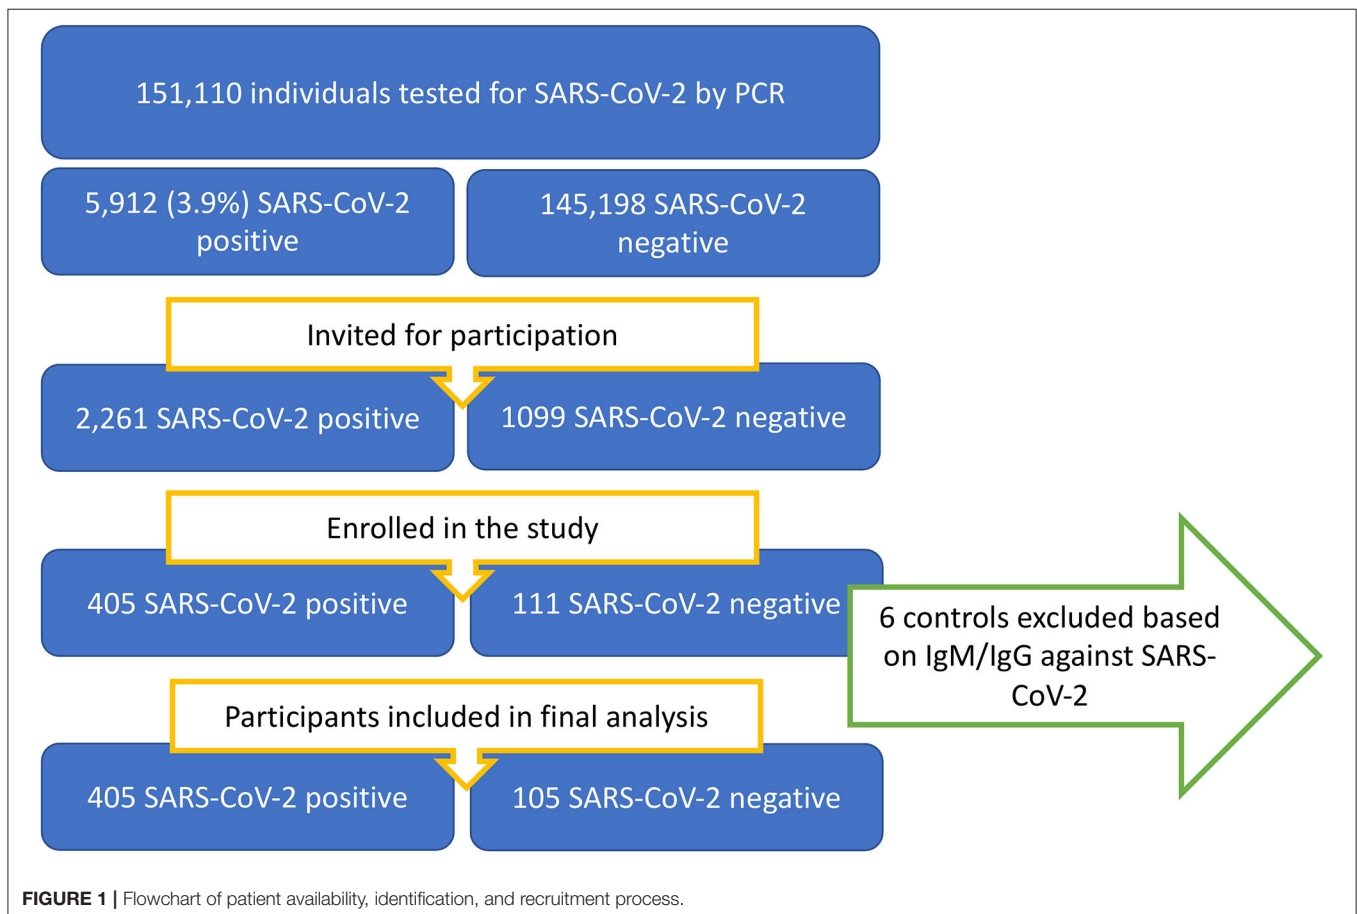 151,110 individuals tested for SARS-CoV-2 by PCR
5,912 (3.9%) SARS-CoV-2
positive
145,198 SARS-CoV-2
negative
Invited for participation
2,261 SARS-CoV-2 positive
1099 SARS-CoV-2 negative
Enrolled in the study
405 SARS-CoV-2 positive
111 SARS-CoV-2 negative
6 controls excluded based
on IgM/IgG against SARS-
CoV-2
Participants included in final analysis
405 SARS-CoV-2 positive
105 SARS-CoV-2 negative
FIGURE 1 | Flowchart of patient availability, identification, and recruitment process.